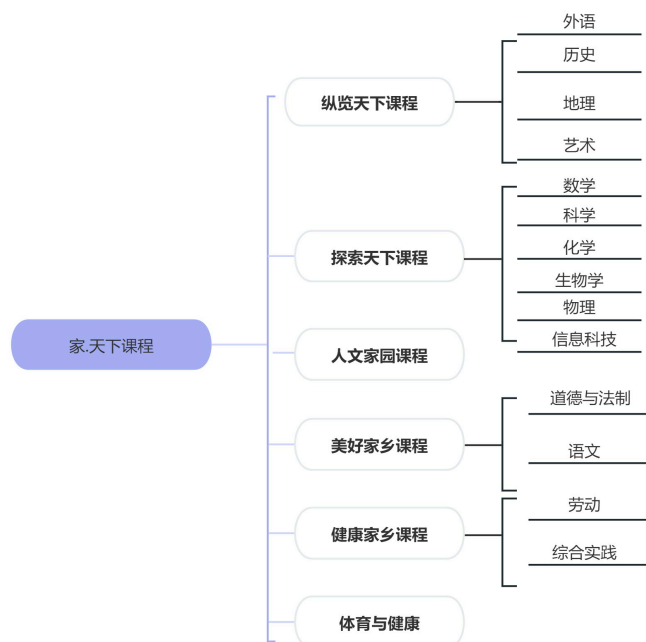 家.天下课程
纵览天下课程
外语
历史
地理
艺术
探索天下课程
数学
科学
化学
生物学
物理
信息科技
人文家园课程
美好家乡课程
道德与法制
语文
健康家乡课程
劳动
综合实践
体育与健康